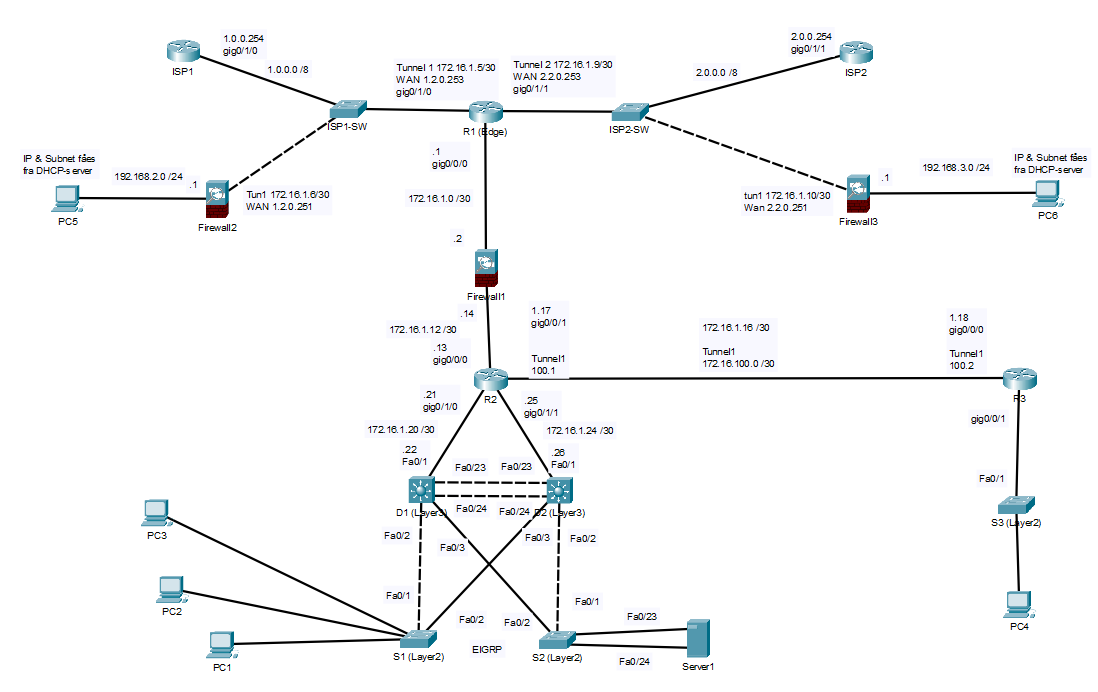 1.0.0.254
gig0/1/0
ISP1
1.0.0.0 /8
ISP1-SW
Tunnel 1 172.16.1.5/30
WAN 1.2.0.253
gig0/1/0
Tunnel 2 172.16.1.9/30
WAN 2.2.0.253
gig0/1/1
R1 (Edge)
2.0.0.254
gig0/1/1
ISP2
2.0.0.0 /8
ISP2-SW
IP & Subnet fåes
fra DHCP-server
192.168.2.0 /24
.1
PC5
Firewall2
Tun1 172.16.1.6/30
WAN 1.2.0.251
.1
gig0/0/0
172.16.1.0 /30
.2
Firewall1
tun1 172.16.1.10/30
Wan 2.2.0.251
.1
Firewall3
192.168.3.0 /24
IP & Subnet fåes
fra DHCP-server
PC6
.14
172.16.1.12 /30
.13
gig0/0/0
1.17
gig0/0/1
Tunnel1
100.1
172.16.1.16 /30
Tunnel1
172.16.100.0 /30
1.18
gig0/0/0
Tunnel1
100.2
R2
R3
.21
gig0/1/0
.25
gig0/1/1
172.16.1.20 /30
172.16.1.24 /30
.22
Fa0/1
.26
Fa0/1
Fa0/23
Fa0/23
Fa0/24
Fa0/24
D1 (Layer3)
D2 (Layer3)
gig0/0/1
Fa0/1
S3 (Layer2)
PC4
Fa0/2
Fa0/3
Fa0/3
Fa0/2
PC3
PC2
PC1
Fa0/1
Fa0/2
Fa0/2
Fa0/1
S1 (Layer2)
EIGRP
S2 (Layer2)
Fa0/23
Fa0/24
Server1